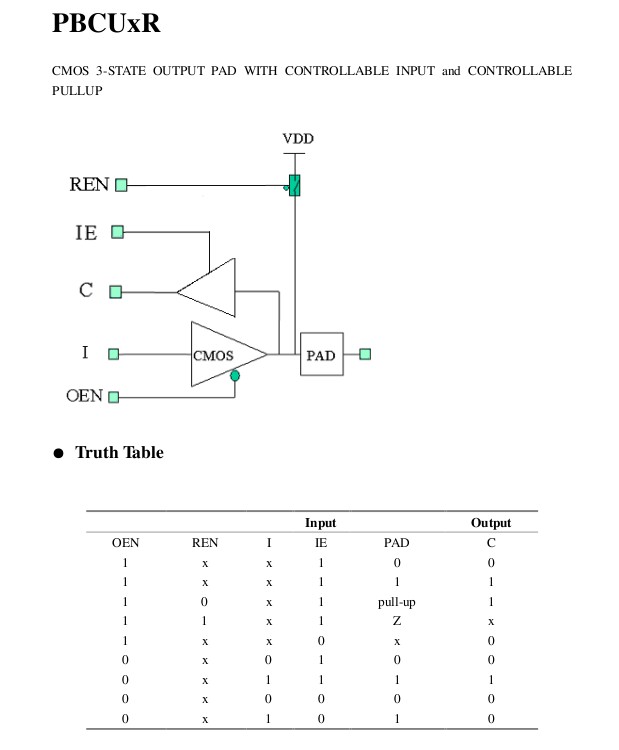 PBCUxR
CMOS 3-STATE OUTPUT PAD WITH CONTROLLABLE INPUT and CONTROLLABLE
PULLUP
VDD
REN
IE
C
I
CMOS
PAD
OEN
● Truth Table
Input Output
OEN REN I IE PAD C
1 x x 1 0 0
1 x x 1 1 1
1 0 x 1 pull-up 1
1 1 x 1 Z x
1 x x 0 x 0
0 x 0 1 0 0
0 x 1 1 1 1
0 x 0 0 0 0
0 x 1 0 1 0